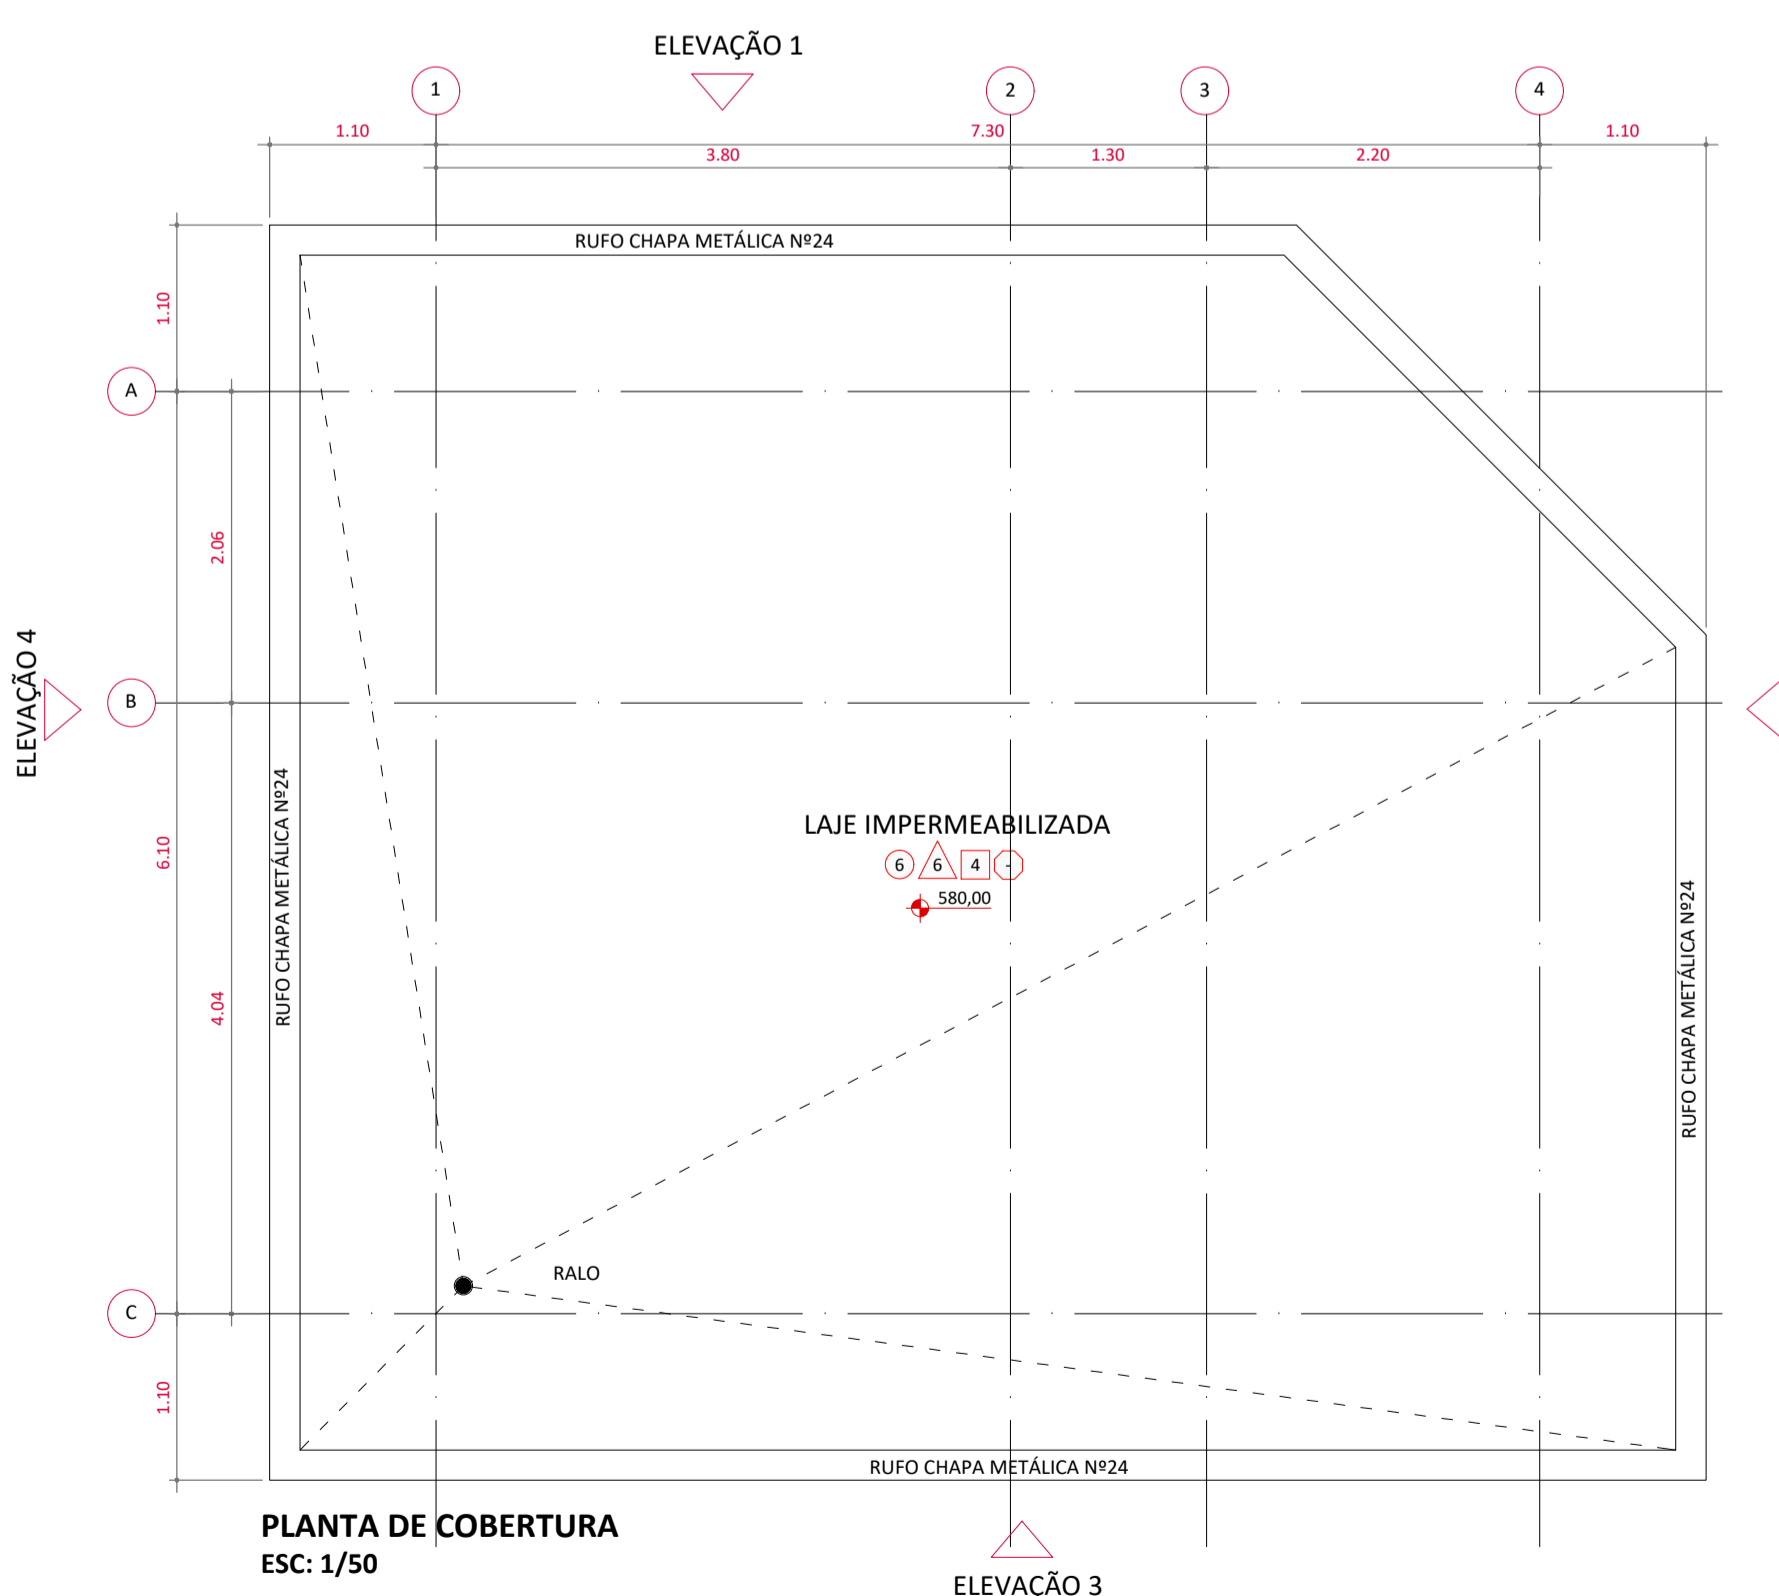 ELEVAÇÃO 1
1
2
3
4
1.10
7.30
1.10
3.80
1.30
2.20
RUFO CHAPA METÁLICA Nº24
1.10
A
2.06
ELEVAÇÃO 4
B
6.10
RUFO CHAPA METÁLICA Nº24
LAJE IMPERMEABILIZADA
6 6 4 -
580,00
RUFO CHAPA METÁLICA Nº24
4.04
RALO
C
1.10
RUFO CHAPA METÁLICA Nº24
PLANTA DE COBERTURA
ESC: 1/50
ELEVAÇÃO 3